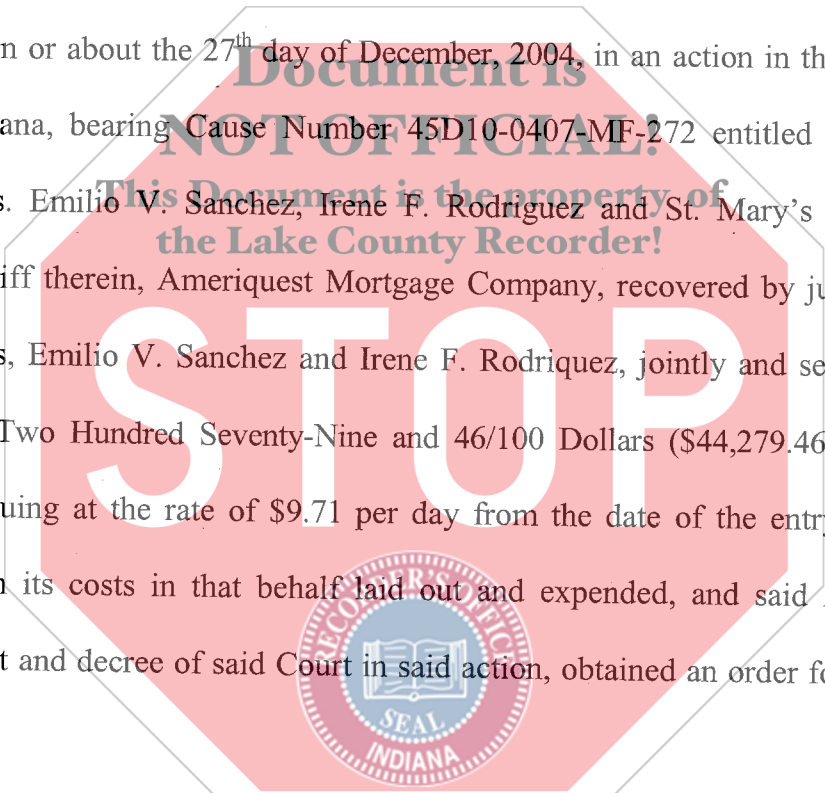 n or about the 27th day of December, 2004, in an action in th
Document is
ana, bearing Cause Number 45D10-0407-MF-272 entitled
NOT OFFICIAL!
s. Emilio V. Sanchez, Irene F. Rodriguez and St. Mary's
This Document is the property of
the Lake County Recorder!
iff therein, Ameriquest Mortgage Company, recovered by ju
s, Emilio V. Sanchez and Irene F. Rodriquez, jointly and se
STOP
Two Hundred Seventy-Nine and 46/100 Dollars ($44,279.46
uing at the rate of $9.71 per day from the date of the entry
n its costs in that behalf laid out and expended, and said
RECORDER'S OFFICE
t and decree of said Court in said action, obtained an order fo
SEAL
INDIANA